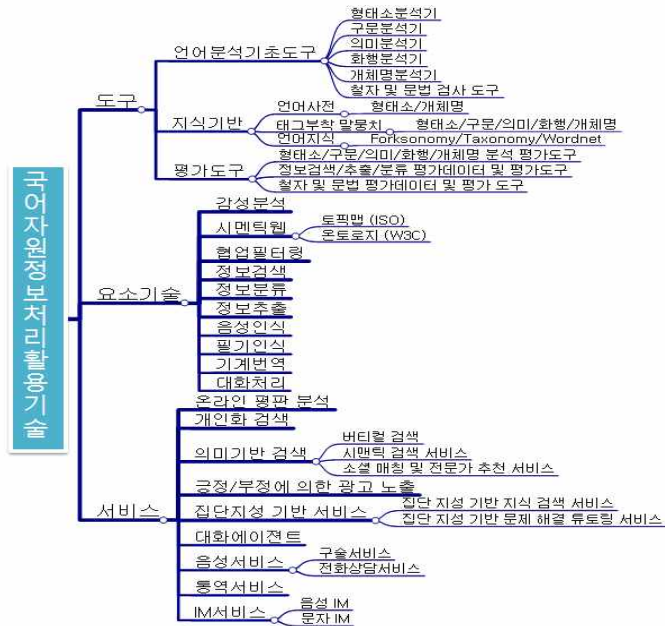 국어자원정보처리활용기술
도구
언어분석기초도구
형태소분석기
구문분석기
의미분석기
화행분석기
개체명분석기
철자 및 문법 검사 도구
지식기반
언어사전
형태소/개체명
태그부착 말뭉치
형태소/구문/의미/화행/개체명
언어지식
Forksonomy/Taxonomy/Wordnet
평가도구
형태소/구문/의미/화행/개체명 분석 평가도구
정보검색/추출/분류 평가데이터 및 평가도구
철자 및 문법 평가데이터 및 평가 도구
요소기술
감성분석
시멘틱웹
토픽맵 (ISO)
온토로지 (W3C)
협업필터링
정보검색
정보분류
정보추출
음성인식
필기인식
기계번역
대화처리
서비스
온라인 평판 분석
개인화 검색
의미기반 검색
버티컬 검색
시맨틱 검색 서비스
소셜 매칭 및 전문가 추천 서비스
긍정/부정에 의한 광고 노출
집단지성 기반 서비스
집단 지성 기반 지식 검색 서비스
집단 지성 기반 문제 해결 튜토링 서비스
대화에이젼트
음성서비스
구술서비스
전화상담서비스
통역서비스
IM서비스
음성 IM
문자 IM